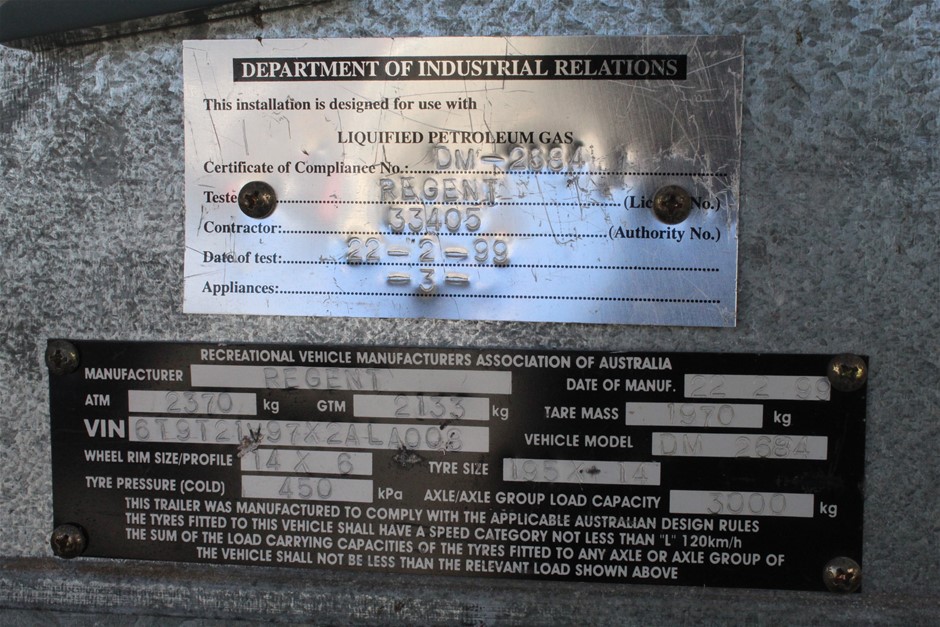 DEPARTMENT OF INDUSTRIAL RELATIONS
This installation is designed for use with
LIQUIFIED PETROLEUM GAS
Certificate of Compliance No.: DM-2684
Teste REGENT (Lic No.)
Contractor: 33405 (Authority No.)
Date of test: 22-2-99
Appliances: -3-
RECREATIONAL VEHICLE MANUFACTURERS ASSOCIATION OF AUSTRALIA
MANUFACTURER REGENT DATE OF MANUF. 22 2 99
ATM 2370 kg GTM 2133 kg TARE MASS 1970 kg
VIN VEHICLE MODEL DM 2684
WHEEL RIM SIZE/PROFILE 14 X 6 TYRE SIZE 195 X 14
TYRE PRESSURE (COLD) 450 kPa AXLE/AXLE GROUP LOAD CAPACITY 3000 kg
THIS TRAILER WAS MANUFACTURED TO COMPLY WITH THE APPLICABLE AUSTRALIAN DESIGN RULES
THE TYRES FITTED TO THIS VEHICLE SHALL HAVE A SPEED CATEGORY NOT LESS THAN "L" 120km/h
THE SUM OF THE LOAD CARRYING CAPACITIES OF THE TYRES FITTED TO ANY AXLE OR AXLE GROUP OF
THE VEHICLE SHALL NOT BE LESS THAN THE RELEVANT LOAD SHOWN ABOVE